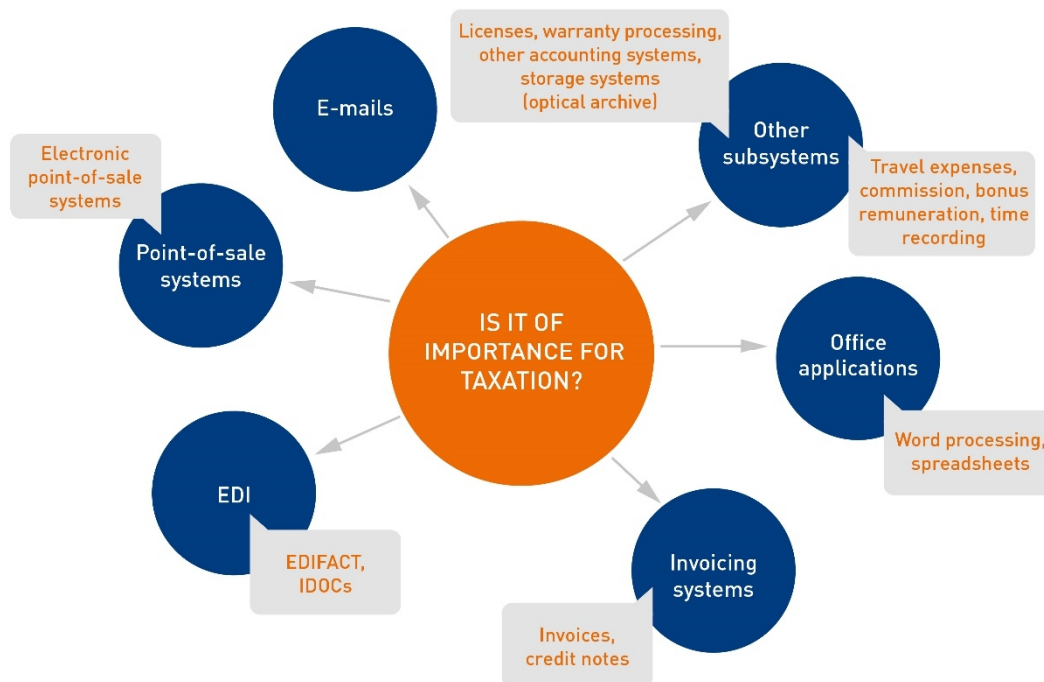 Licenses, warranty processing,
other accounting systems,
storage systems
(optical archive)
E-mails
Other
subsystems
Electronic
point-of-sale
systems
Travel expenses,
commission, bonus
remuneration, time
recording
Point-of-sale
systems
IS IT OF
IMPORTANCE FOR
TAXATION?
Office
applications
Word processing,
spreadsheets
EDI
EDIFACT,
IDOCs
Invoicing
systems
Invoices,
credit notes